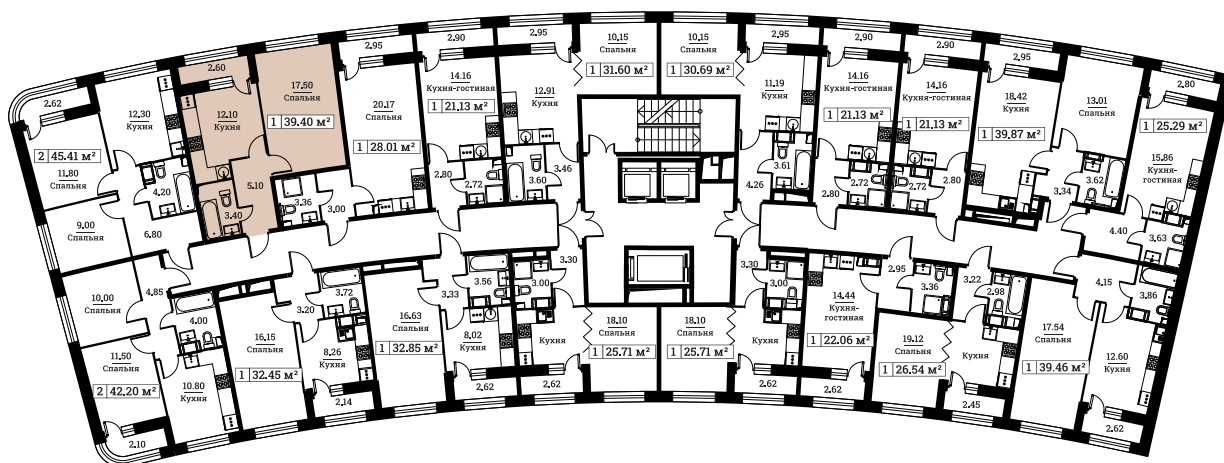 2.62
12.30
Кухня
2 45.41 м²
11.80
Спальня
4.20
9.00
Спальня
6.80
2.60
12.10
Кухня
17.50
Спальня
1 39.40 м²
5.10
3.40
2.95
20.17
Спальня
1 28.01 м²
3.36
3.00
2.90
14.16
Кухня-гостиная
1 21.13 м²
2.80
2.72
2.95
12.91
Кухня
10.15
Спальня
1 31.60 м²
3.60
3.46
10.15
Спальня
1 30.69 м²
2.95
11.19
Кухня
3.61
4.26
2.90
14.16
Кухня-гостиная
1 21.13 м²
2.80
2.72
2.90
14.16
Кухня-гостиная
1 21.13 м²
2.72
2.80
2.95
18.42
Кухня
1 39.87 м²
13.01
Спальня
3.62
3.34
2.80
1 25.29 м²
15.86
Кухня-
гостиная
4.40
3.63
10.00
Спальня
4.85
4.00
11.50
Спальня
2 42.20 м²
10.80
Кухня
2.10
16.15
Спальня
1 32.45 м²
3.20
3.72
8.26
Кухня
2.14
16.63
Спальня
1 32.85 м²
3.33
3.56
8.02
Кухня
2.62
3.30
3.00
Кухня
18.10
Спальня
1 25.71 м²
2.62
18.10
Спальня
1 25.71 м²
3.30
3.00
Кухня
2.62
14.44
Кухня-
гостиная
1 22.06 м²
2.62
2.95
3.36
19.12
Спальня
1 26.54 м²
3.22
2.98
Кухня
2.45
17.54
Спальня
1 39.46 м²
4.15
3.86
12.60
Кухня
2.62